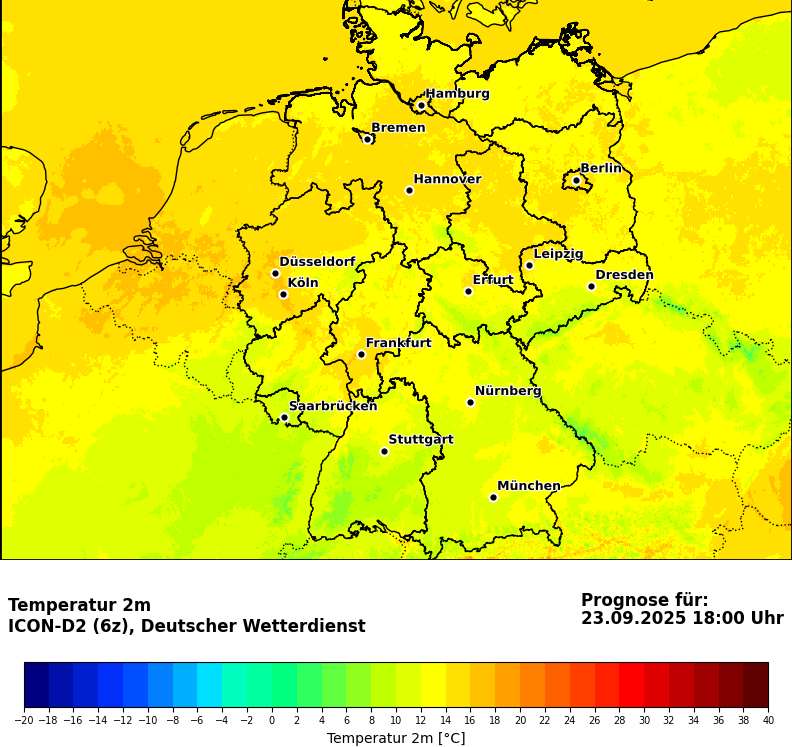 Hamburg
Bremen
Berlin
Hannover
Leipzig
Düsseldorf
Dresden
Köln
Erfurt
Frankfurt
Nürnberg
Saarbrücken
Stuttgart
München
Temperatur 2m
ICON-D2 (6z), Deutscher Wetterdienst
Prognose für:
23.09.2025 18:00 Uhr
−20 −18 −16 −14 −12 −10 −8 −6 −4 −2 0 2 4 6 8 10 12 14 16 18 20 22 24 26 28 30 32 34 36 38 40
Temperatur 2m [°C]